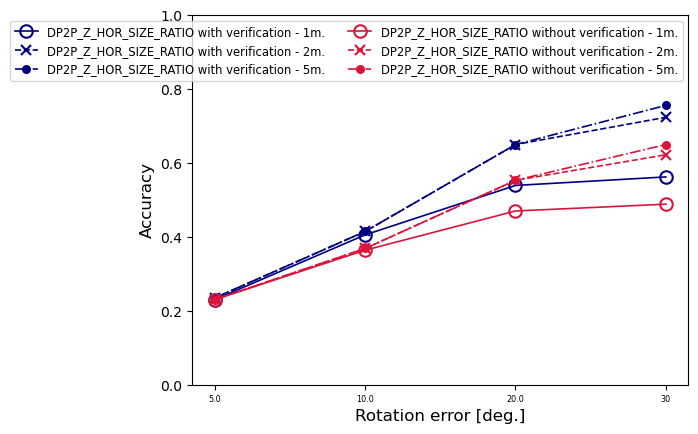 1.0
DP2P_Z_HOR_SIZE_RATIO with verification - 1m.
DP2P_Z_HOR_SIZE_RATIO with verification - 2m.
DP2P_Z_HOR_SIZE_RATIO with verification - 5m.
DP2P_Z_HOR_SIZE_RATIO without verification - 1m.
DP2P_Z_HOR_SIZE_RATIO without verification - 2m.
DP2P_Z_HOR_SIZE_RATIO without verification - 5m.
0.8
0.6
0.4
0.2
0.0
Accuracy
5.0 10.0 20.0 30
Rotation error [deg.]